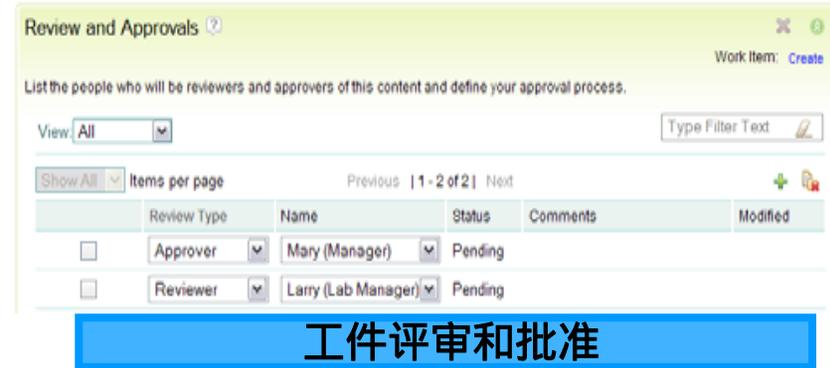 Review and Approvals ?
Work Item: Create
List the people who will be reviewers and approvers of this content and define your approval process.
View: All
Type Filter Text
Show All Items per page Previous | 1 - 2 of 2 | Next
Review Type Name Status Comments Modified
Approver Mary (Manager) Pending
Reviewer Larry (Lab Manager) Pending
工件评审和批准